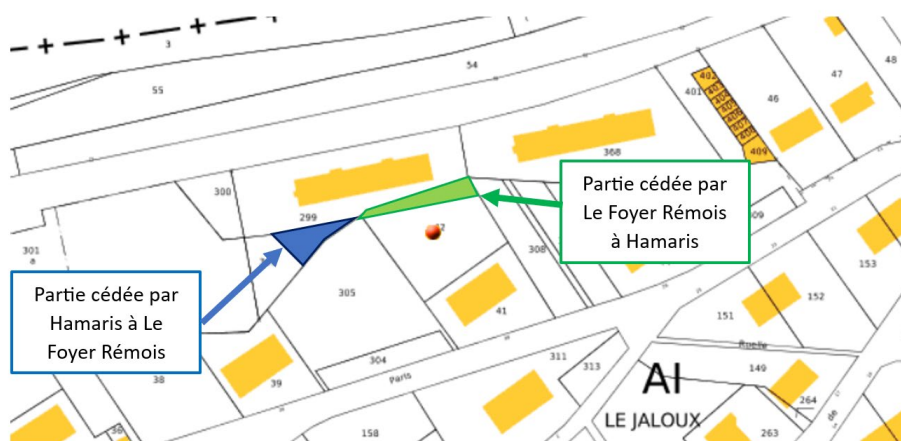 3
55
54
48
47
46
401
402
409
368
300
299
301
a
Partie cédée par
Le Foyer Rémois
à Hamaris
Partie cédée par
Hamaris à Le
Foyer Rémois
308
305
41
153
152
151
Ruelle
149
264
263
311
313
304
Paris
39
38
158
AI
LE JALOUX
de